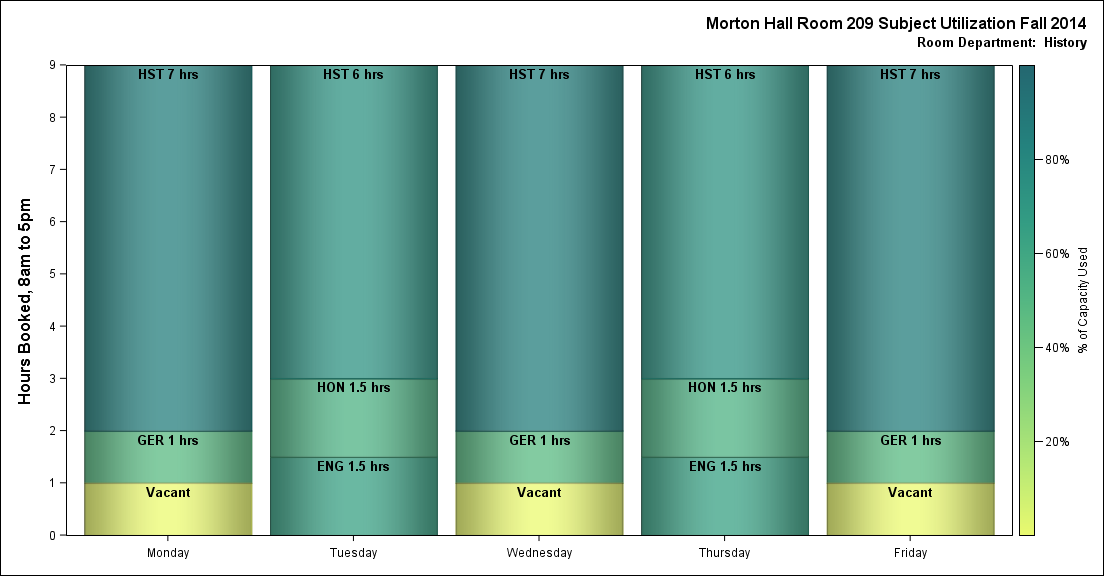 Morton Hall Room 209 Subject Utilization Fall 2014
Room Department:  History
Hours Booked, 8am to 5pm
9
8
7
6
5
4
3
2
1
0
HST 7 hrs
GER 1 hrs
Vacant
Monday
HST 6 hrs
HON 1.5 hrs
ENG 1.5 hrs
Tuesday
HST 7 hrs
GER 1 hrs
Vacant
Wednesday
HST 6 hrs
HON 1.5 hrs
ENG 1.5 hrs
Thursday
HST 7 hrs
GER 1 hrs
Vacant
Friday
80%
60%
40%
20%
% of Capacity Used